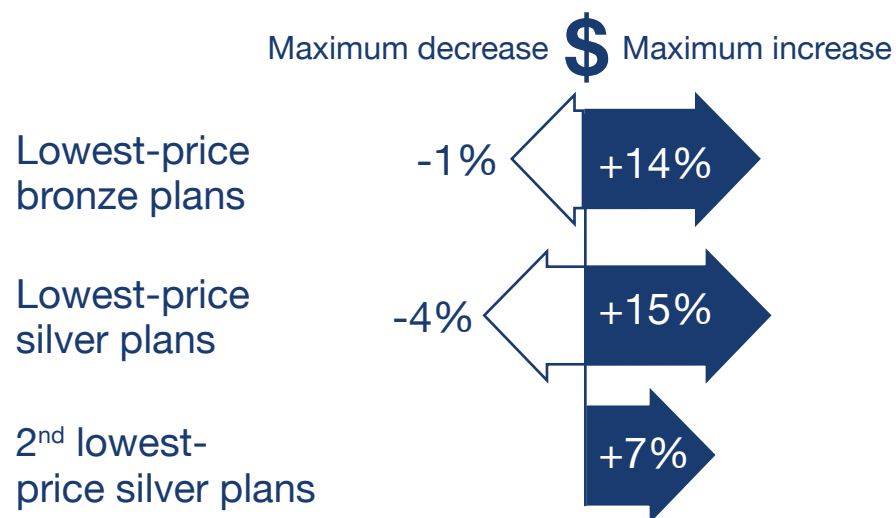 Maximum decrease $ Maximum increase
Lowest-price
bronze plans
-1%
+14%
Lowest-price
silver plans
-4%
+15%
2nd lowest-
price silver plans
+7%